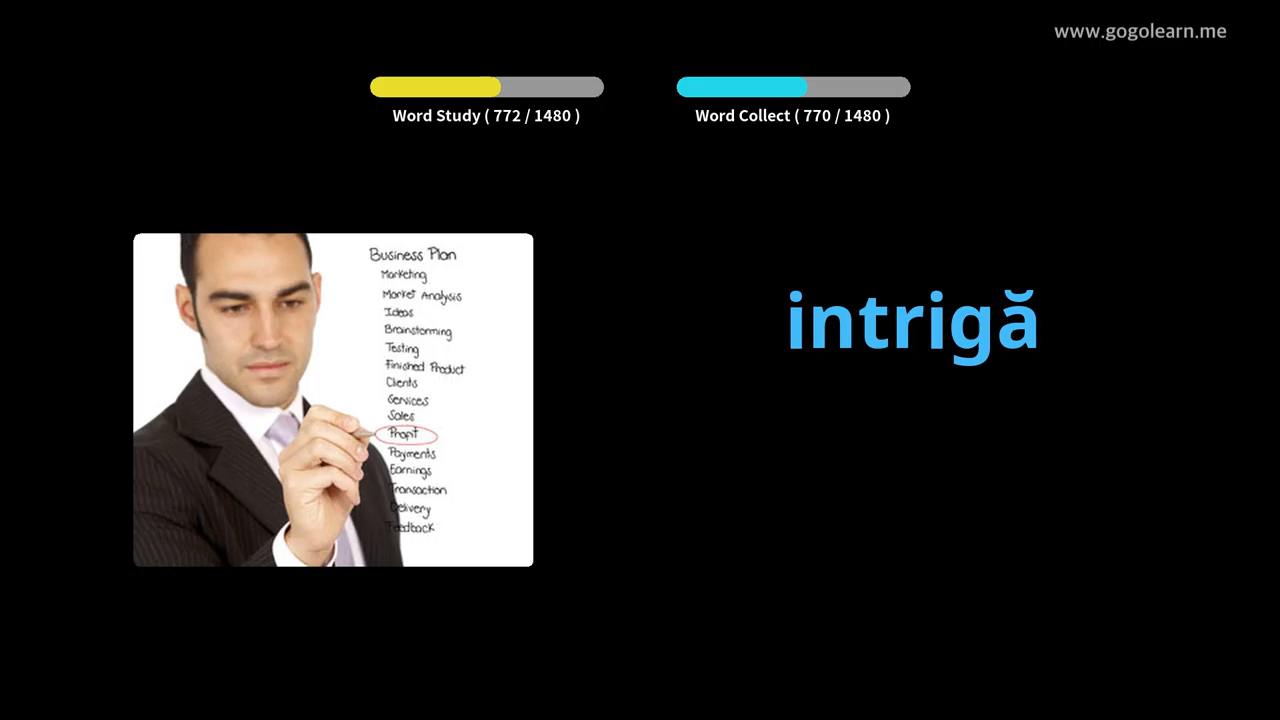 www.gogolearn.me
Word Study ( 772 / 1480 )
Word Collect ( 770 / 1480 )
Business Plan
Marketing
Market Analysis
Ideas
Brainstorming
Testing
Finished Product
Clients
Services
Sales
Profit
Payments
Earnings
Transaction
Delivery
Feedback
intrigă